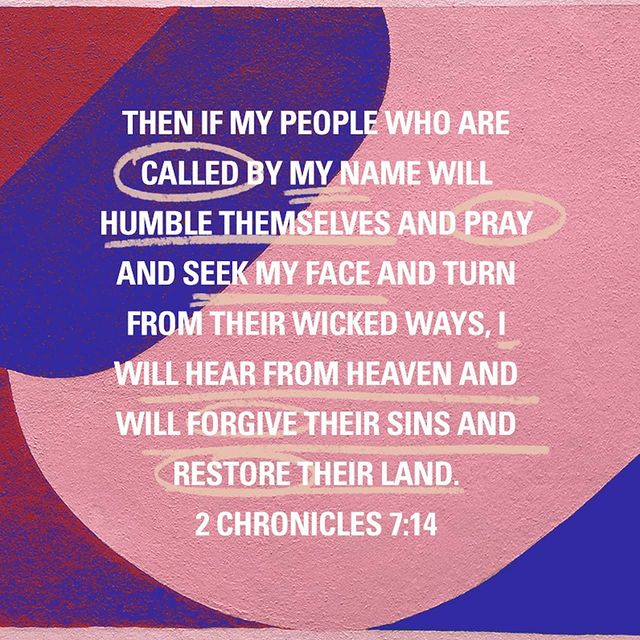 THEN IF MY PEOPLE WHO ARE
CALLED BY MY NAME WILL
HUMBLE THEMSELVES AND PRAY
AND SEEK MY FACE AND TURN
FROM THEIR WICKED WAYS, I
WILL HEAR FROM HEAVEN AND
WILL FORGIVE THEIR SINS AND
RESTORE THEIR LAND.
2 CHRONICLES 7:14